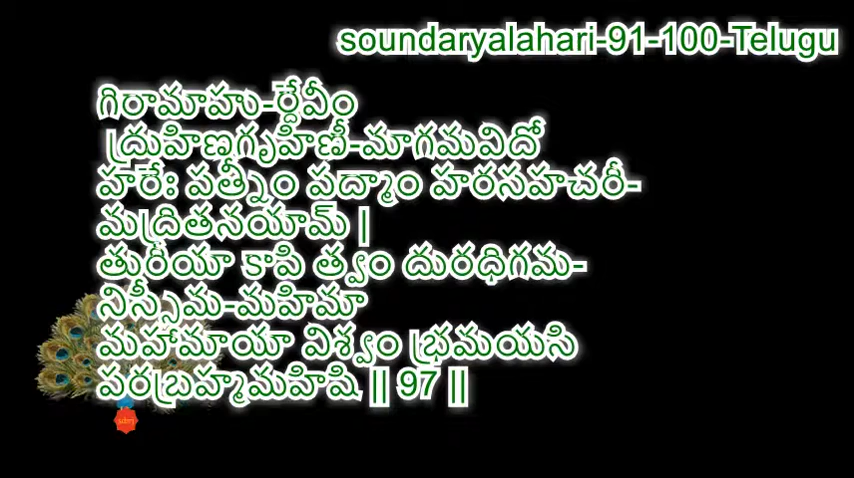 soundaryalahari-91-100-Telugu
గిరామాహు-ర్దేవీం
ద్రుహిణగృహిణీ-మాగమవిదో
హరేః పత్నీం పద్మాం హరసహచరీ-
మద్రితనయామ్ |
తురీయా కాపి త్వం దురధిగమ-
నిస్సీమ-మహిమా
మహామాయా విశ్వం భ్రమయసి
పరబ్రహ్మమహిషి || 97 ||